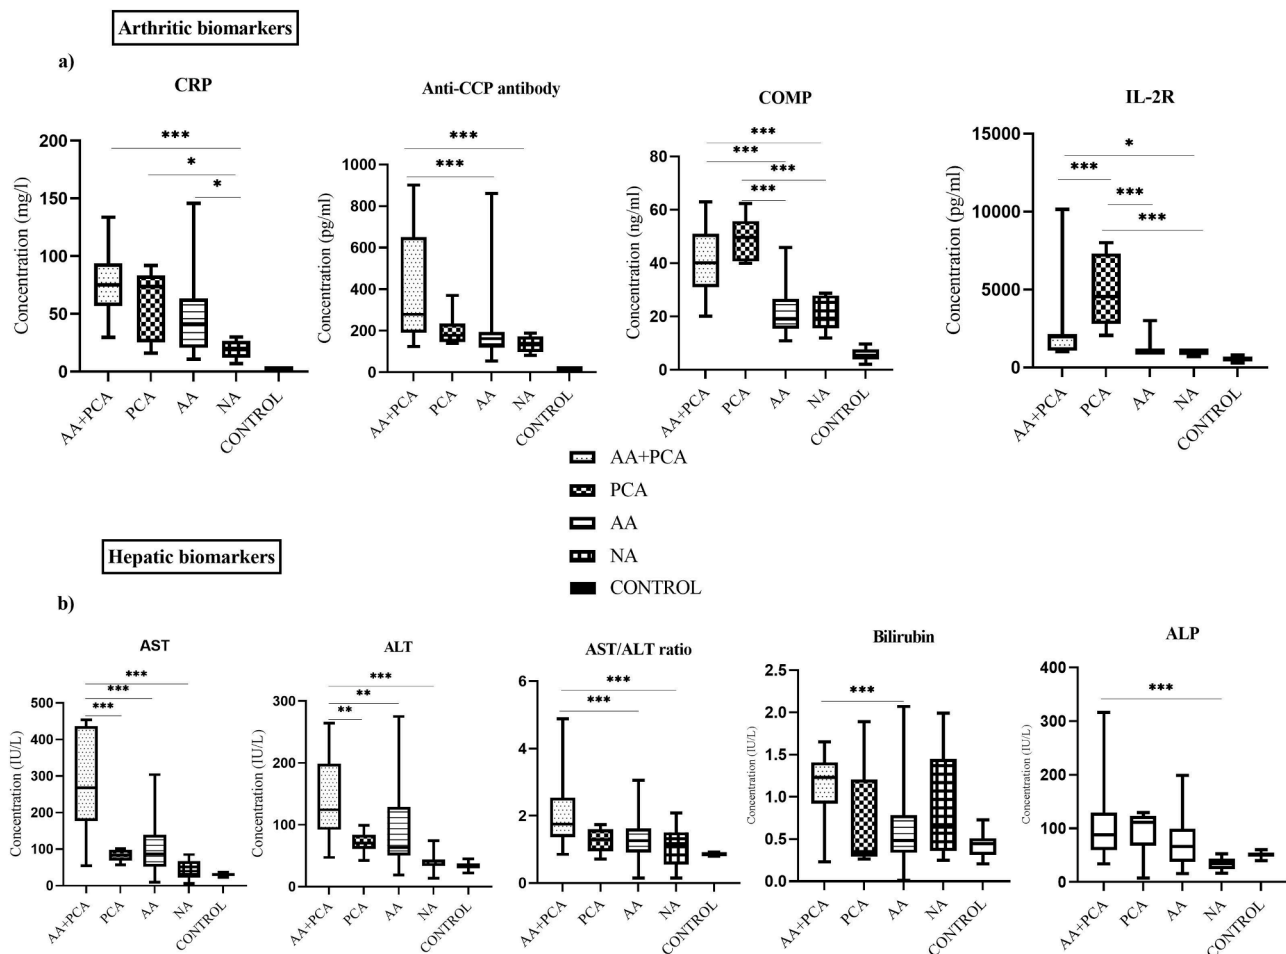 Arthritic biomarkers
a)
CRP
Concentration (mg/l)
200
150
100
50
0
***
*
*
AA+PCA
PCA
AA
NA
CONTROL
Anti-CCP antibody
Concentration (pg/ml)
1000
800
600
400
200
0
***
***
AA+PCA
PCA
AA
NA
CONTROL
COMP
Concentration (ng/ml)
80
60
40
20
0
***
***
***
***
AA+PCA
PCA
AA
NA
CONTROL
IL-2R
Concentration (pg/ml)
15000
10000
5000
0
*
***
***
***
AA+PCA
PCA
AA
NA
CONTROL
AA+PCA
PCA
AA
NA
CONTROL
Hepatic biomarkers
b)
AST
Concentration (IU/L)
500
400
300
200
100
0
***
***
***
AA+PCA
PCA
AA
NA
CONTROL
ALT
Concentration (IU/L)
300
200
100
0
***
**
**
AA+PCA
PCA
AA
NA
CONTROL
AST/ALT ratio
Concentration (IU/L)
6
4
2
0
***
***
AA+PCA
PCA
AA
NA
CONTROL
Bilirubin
Concentration (IU/L)
2.5
2.0
1.5
1.0
0.5
0.0
***
AA+PCA
PCA
AA
NA
CONTROL
ALP
Concentration (IU/L)
400
300
200
100
0
***
AA+PCA
PCA
AA
NA
CONTROL